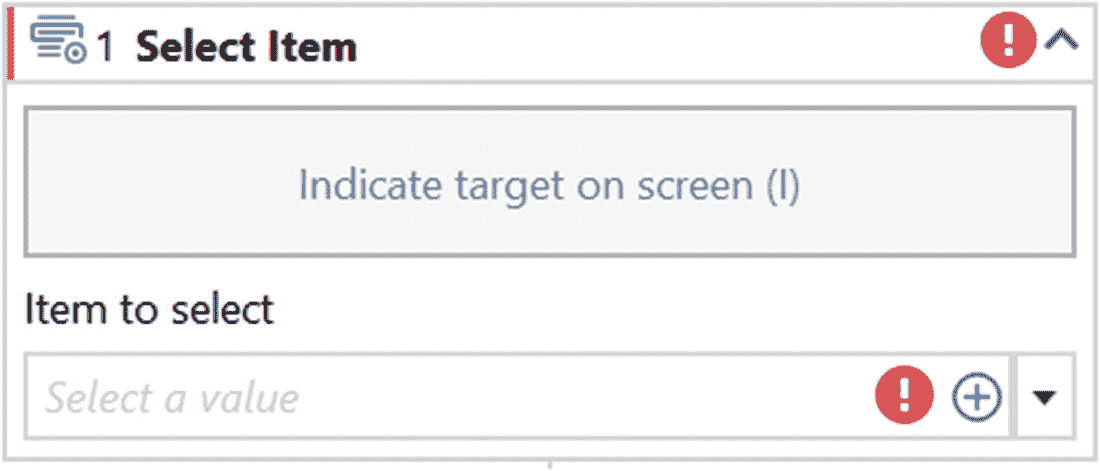 1 Select Item
Indicate target on screen (I)
Item to select
Select a value